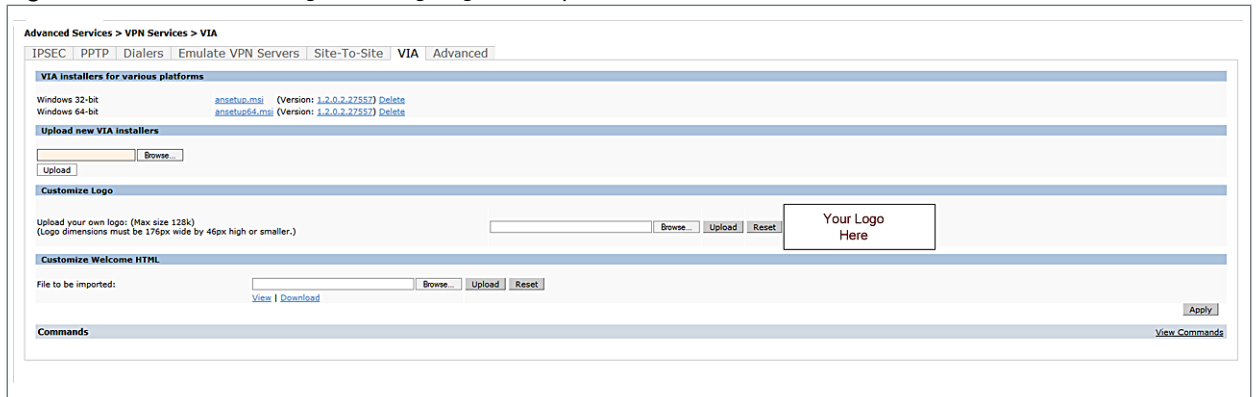 Advanced Services > VPN Services > VIA
IPSEC PPTP Dialers Emulate VPN Servers Site-To-Site VIA Advanced
VIA installers for various platforms
Windows 32-bit ansetup.msi (Version: 1.2.0.2.27557) Delete
Windows 64-bit ansetup64.msi (Version: 1.2.0.2.27557) Delete
Upload new VIA installers
Browse...
Upload
Customize Logo
Upload your own logo: (Max size 128k)
(Logo dimensions must be 176px wide by 46px high or smaller.)
Browse... Upload Reset
Your Logo
Here
Customize Welcome HTML
File to be imported: Browse... Upload Reset
View | Download
Apply
Commands View Commands